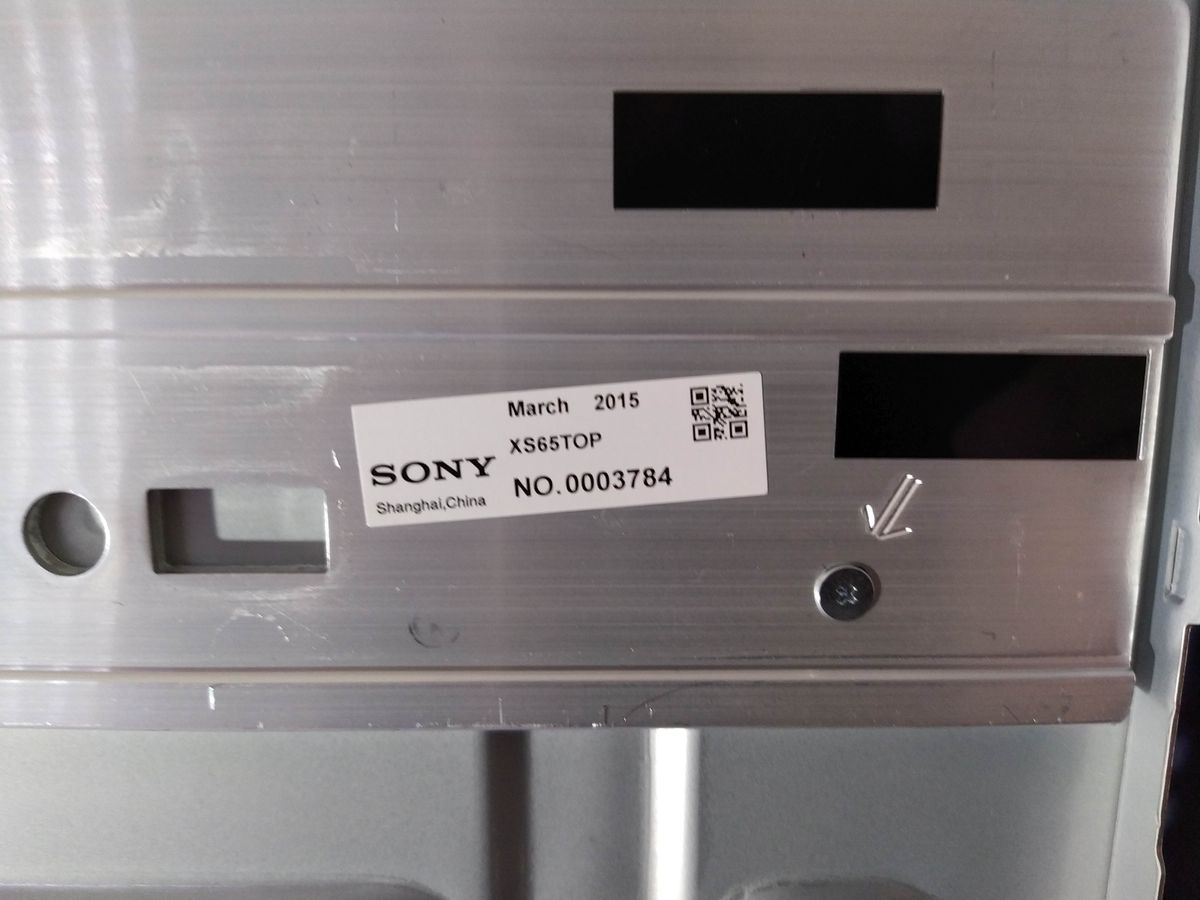 March 2015
XS65TOP
SONY
NO.0003784
Shanghai,China